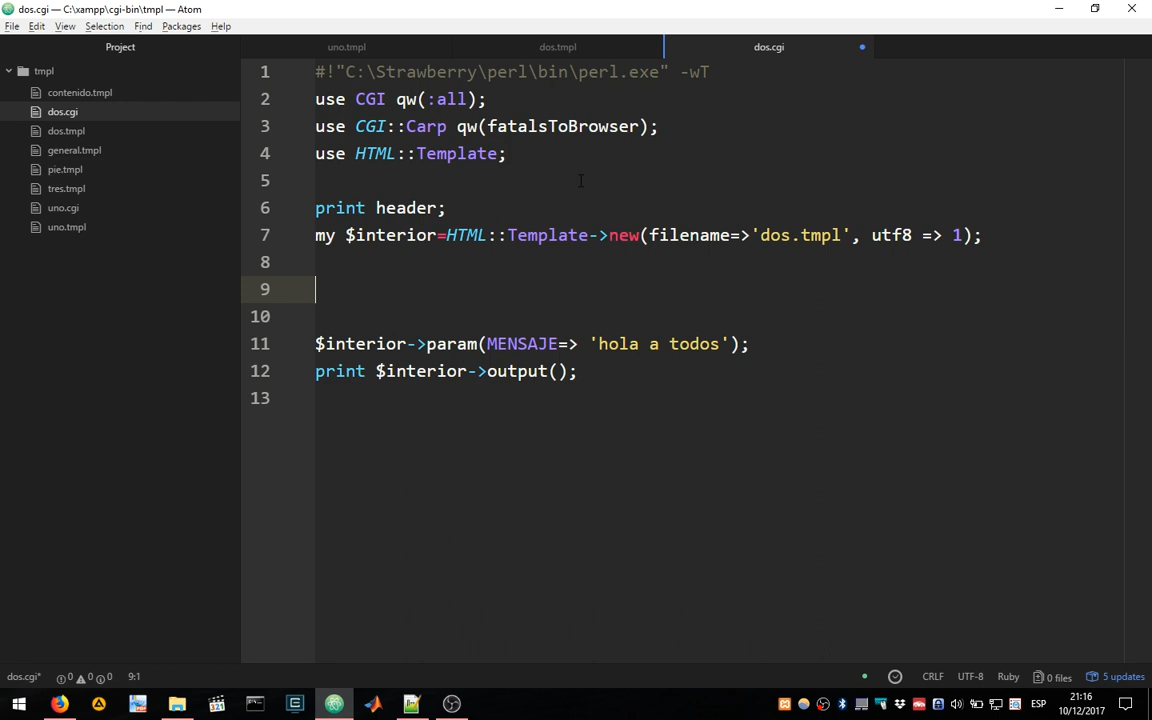 dos.cgi — C:\xampp\cgi-bin\tmpl — Atom
File Edit View Selection Find Packages Help
Project uno.tmpl dos.tmpl dos.cgi
tmpl
contenido.tmpl
dos.cgi
dos.tmpl
general.tmpl
pie.tmpl
tres.tmpl
uno.cgi
uno.tmpl
1 #!"C:\Strawberry\perl\bin\perl.exe" -wT
2 use CGI qw(:all);
3 use CGI::Carp qw(fatalsToBrowser);
4 use HTML::Template;
5
6 print header;
7 my $interior=HTML::Template->new(filename=>'dos.tmpl', utf8 => 1);
8
9
10
11 $interior->param(MENSAJE=> 'hola a todos');
12 print $interior->output();
13
dos.cgi* 0 0 0 9:1 CRLF UTF-8 Ruby 0 files 5 updates
ESP 21:16
10/12/2017